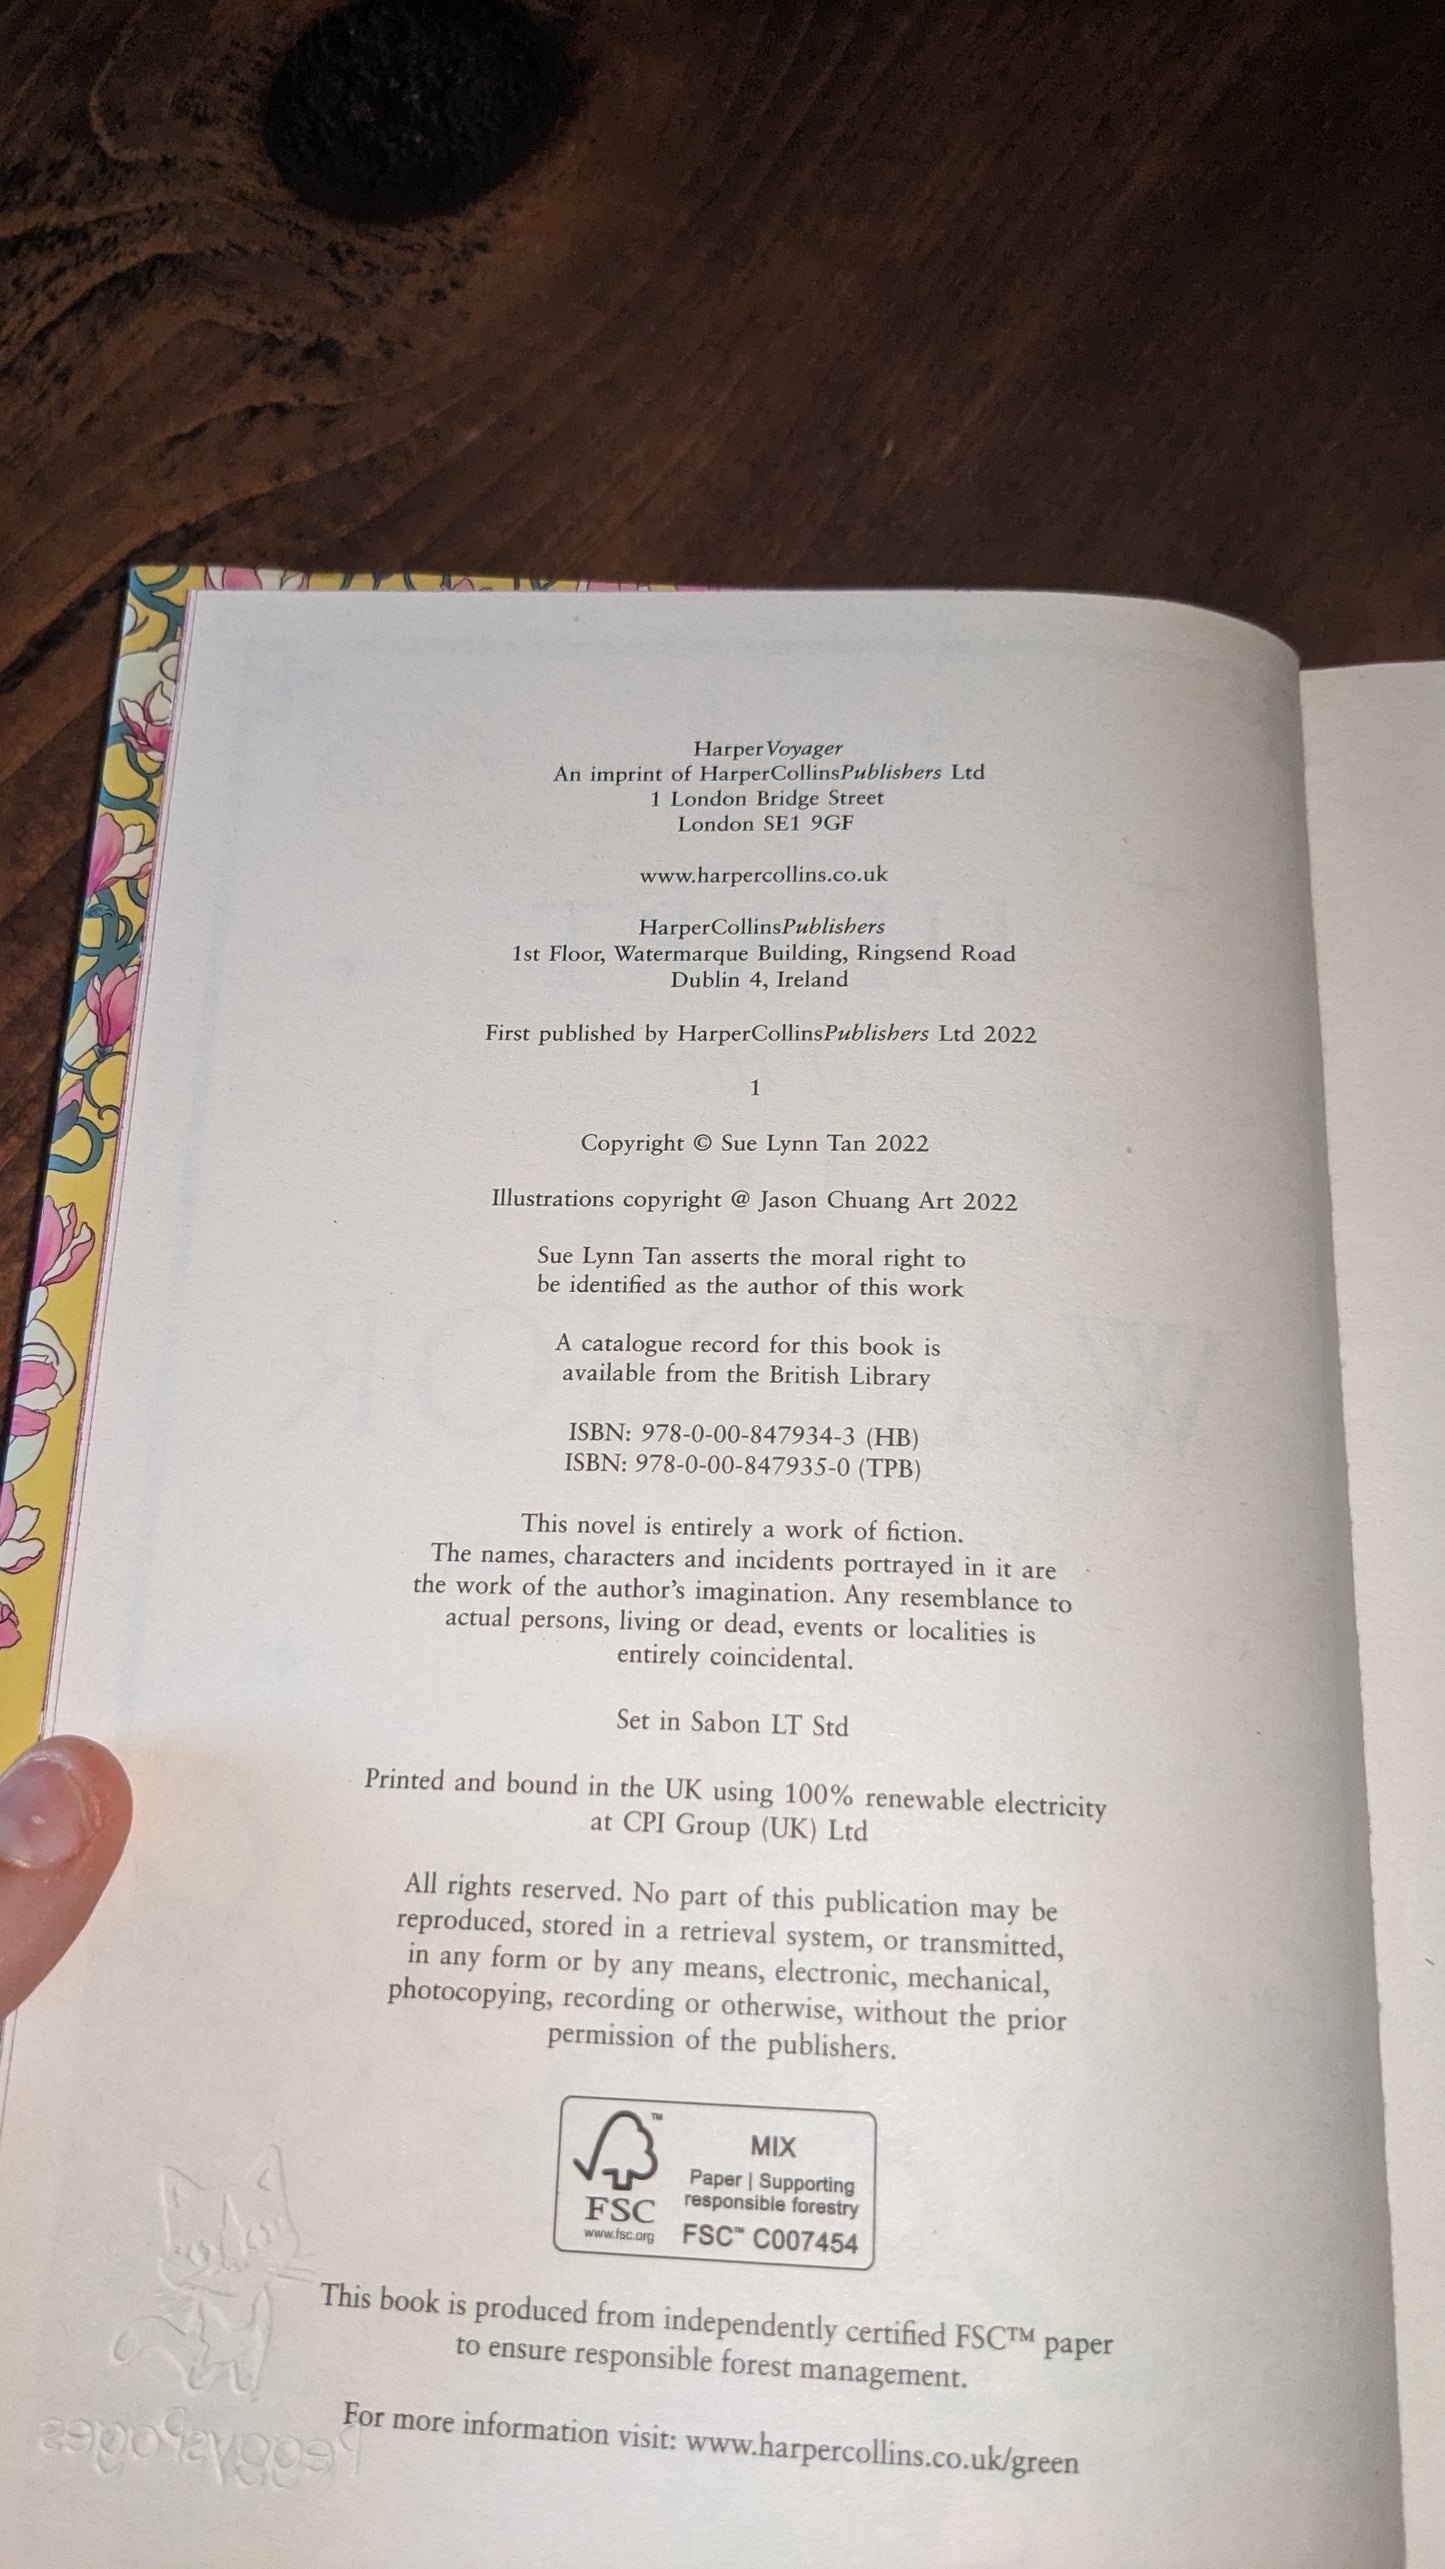 HarperVoyager
An imprint of HarperCollinsPublishers Ltd
1 London Bridge Street
London SE1 9GF
www.harpercollins.co.uk
HarperCollinsPublishers
1st Floor, Watermarque Building, Ringsend Road
Dublin 4, Ireland
First published by HarperCollinsPublishers Ltd 2022
1
Copyright © Sue Lynn Tan 2022
Illustrations copyright @ Jason Chuang Art 2022
Sue Lynn Tan asserts the moral right to
be identified as the author of this work
A catalogue record for this book is
available from the British Library
ISBN: 978-0-00-847934-3 (HB)
ISBN: 978-0-00-847935-0 (TPB)
This novel is entirely a work of fiction.
The names, characters and incidents portrayed in it are
the work of the author's imagination. Any resemblance to
actual persons, living or dead, events or localities is
entirely coincidental.
Set in Sabon LT Std
Printed and bound in the UK using 100% renewable electricity
at CPI Group (UK) Ltd
All rights reserved. No part of this publication may be
reproduced, stored in a retrieval system, or transmitted,
in any form or by any means, electronic, mechanical,
photocopying, recording or otherwise, without the prior
permission of the publishers.
™
FSC
www.fsc.org
MIX
Paper | Supporting
responsible forestry
FSC™ C007454
This book is produced from independently certified FSC™ paper
to ensure responsible forest management.
For more information visit: www.harpercollins.co.uk/green